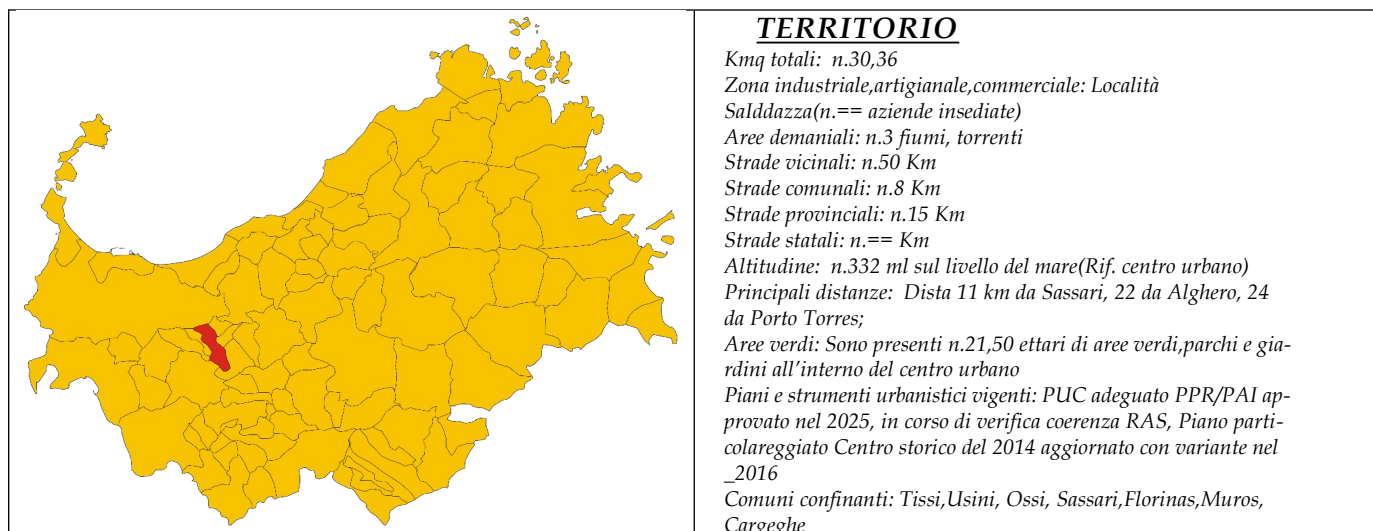 TERRITORIO
Kmq totali: n.30,36
Zona industriale,artigianale,commerciale: Località
SaIddazza(n.== aziende insediate)
Aree demaniali: n.3 fiumi, torrenti
Strade vicinali: n.50 Km
Strade comunali: n.8 Km
Strade provinciali: n.15 Km
Strade statali: n.== Km
Altitudine: n.332 ml sul livello del mare(Rif. centro urbano)
Principali distanze: Dista 11 km da Sassari, 22 da Alghero, 24
da Porto Torres;
Aree verdi: Sono presenti n.21,50 ettari di aree verdi,parchi e gia-
rdini all'interno del centro urbano
Piani e strumenti urbanistici vigenti: PUC adeguato PPR/PAI ap-
provato nel 2025, in corso di verifica coerenza RAS, Piano parti-
colareggiato Centro storico del 2014 aggiornato con variante nel
_2016
Comuni confinanti: Tissi,Usini, Ossi, Sassari,Florinas,Muros,
Cargeghe